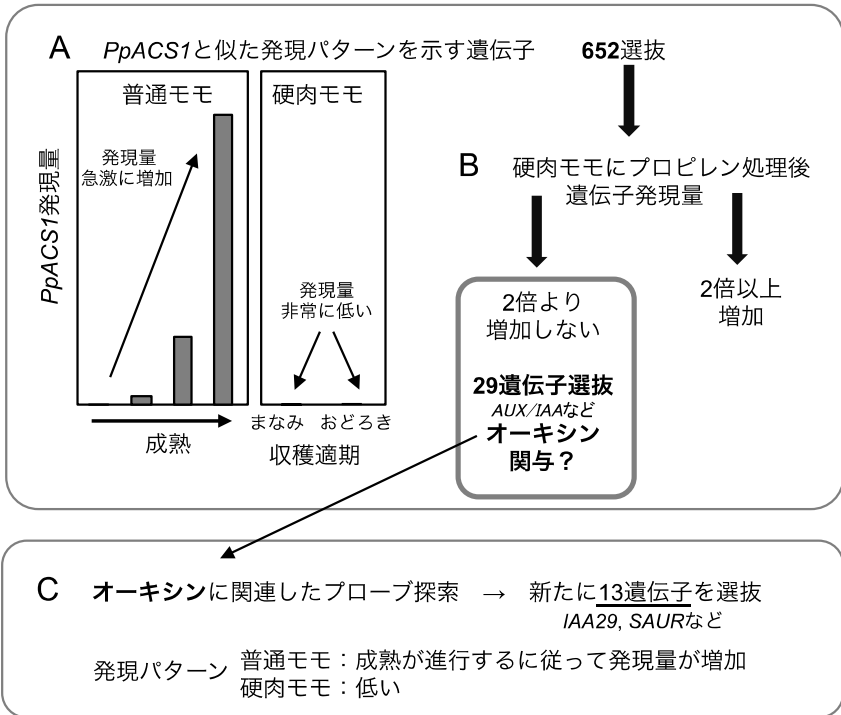 A PpACS1と似た発現パターンを示す遺伝子 652選抜
普通モモ
硬肉モモ
PpACS1発現量
発現量
急激に増加
発現量
非常に低い
まなみ おどろき
成熟
収穫適期
B 硬肉モモにプロピレン処理後
遺伝子発現量
2倍より
増加しない
29遺伝子選抜
AUX/IAAなど
オーキシン
関与？
2倍以上
増加
C オーキシンに関連したプローブ探索 → 新たに13遺伝子を選抜
IAA29, SAURなど
発現パターン
普通モモ：成熟が進行するに従って発現量が増加
硬肉モモ：低い